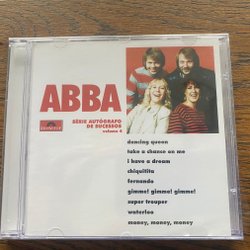 ABBA
SÉRIE AUTÓGRAFO
DE SUCESSOS
volume 4
dancing queen
take a chance on me
i have a dream
chiquitita
fernando
gimme! gimme! gimme!
super trouper
waterloo
money, money, money